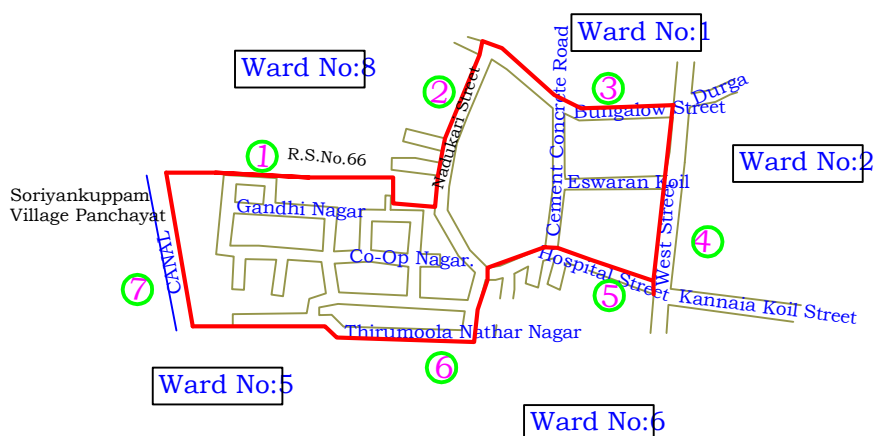 Ward No:1
Ward No:8
2
3
Durga
Bungalow Street
Cement Concrete Road
Nadukari Street
1
R.S.No.66
Ward No:2
Eswaran Koil
Soriyankuppam
Village Panchayat
Gandhi Nagar
West Street
4
CANAL
Co-Op Nagar.
Hospital Street
7
5
Kannaia Koil Street
Thirumoola Nathar Nagar
6
Ward No:5
Ward No:6